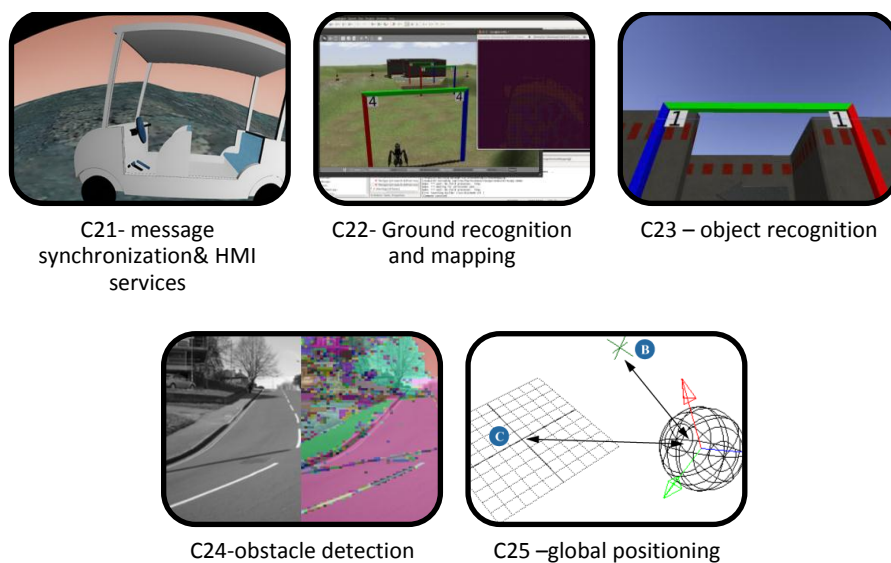 4
4
1
1
C21- message
synchronization& HMI
services
C22- Ground recognition
and mapping
C23 – object recognition
B
C
C24-obstacle detection
C25 –global positioning